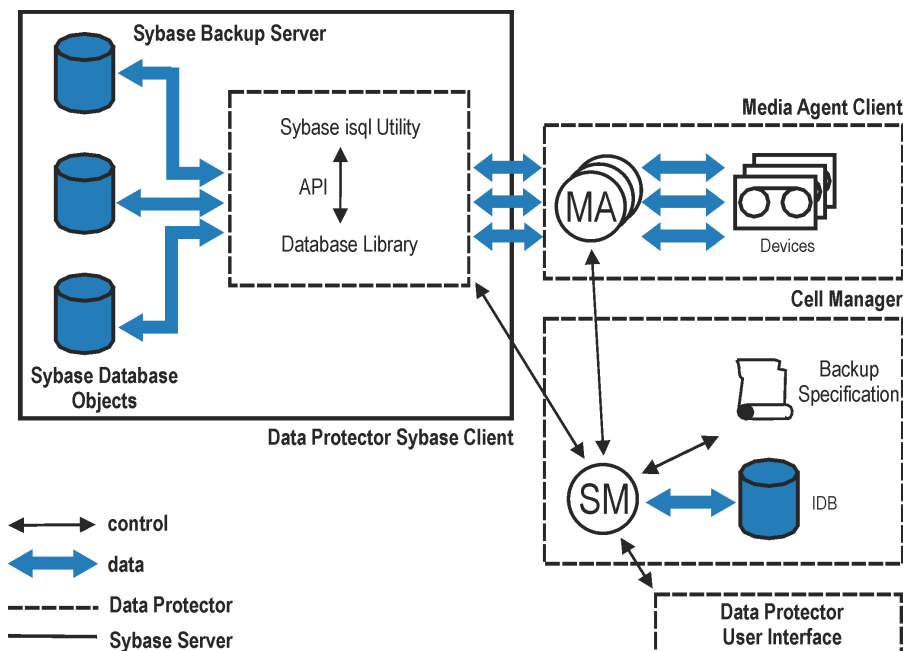 Sybase Backup Server
Sybase isql Utility
API
Database Library
Sybase Database
Objects
Data Protector Sybase Client
Media Agent Client
MA
Devices
Cell Manager
Backup
Specification
SM
IDB
Data Protector
User Interface
control
data
Data Protector
Sybase Server